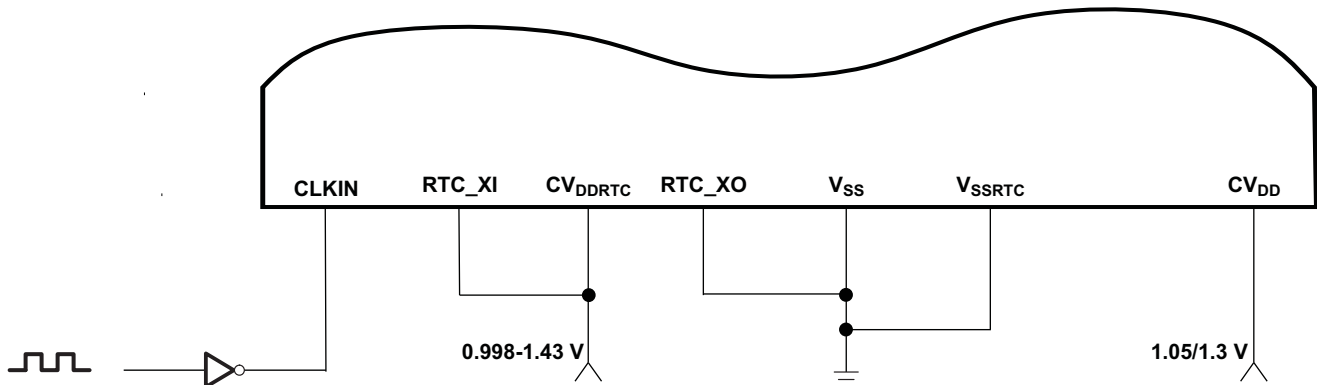 CLKIN
RTC_XI
CVDDRTC
RTC_XO
VSS
VSSRTC
CVDD
0.998-1.43 V
1.05/1.3 V